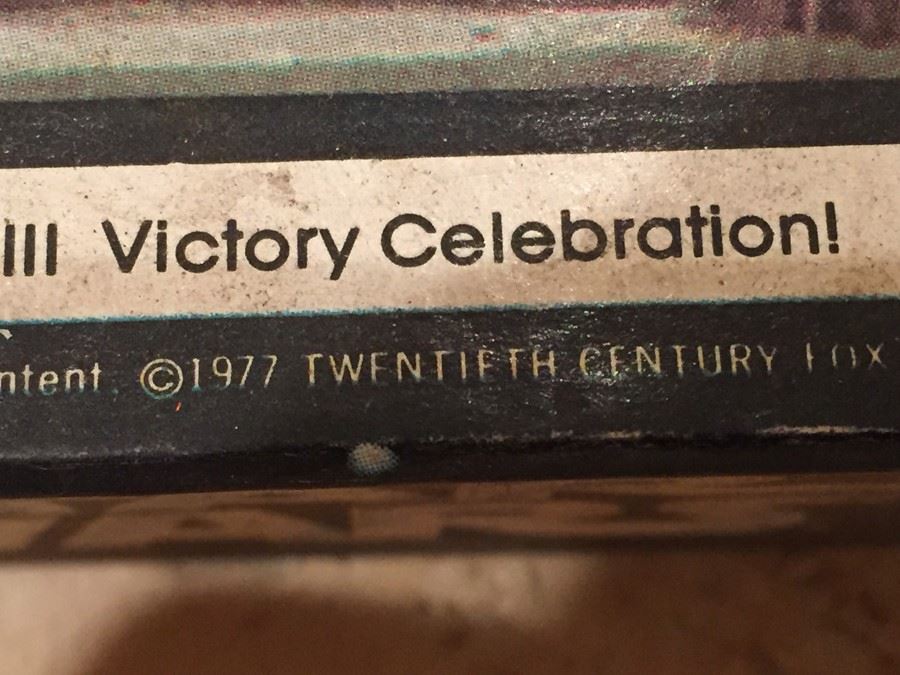 III Victory Celebration!
ntent. ©1977 TWENTIETH CENTURY FOX